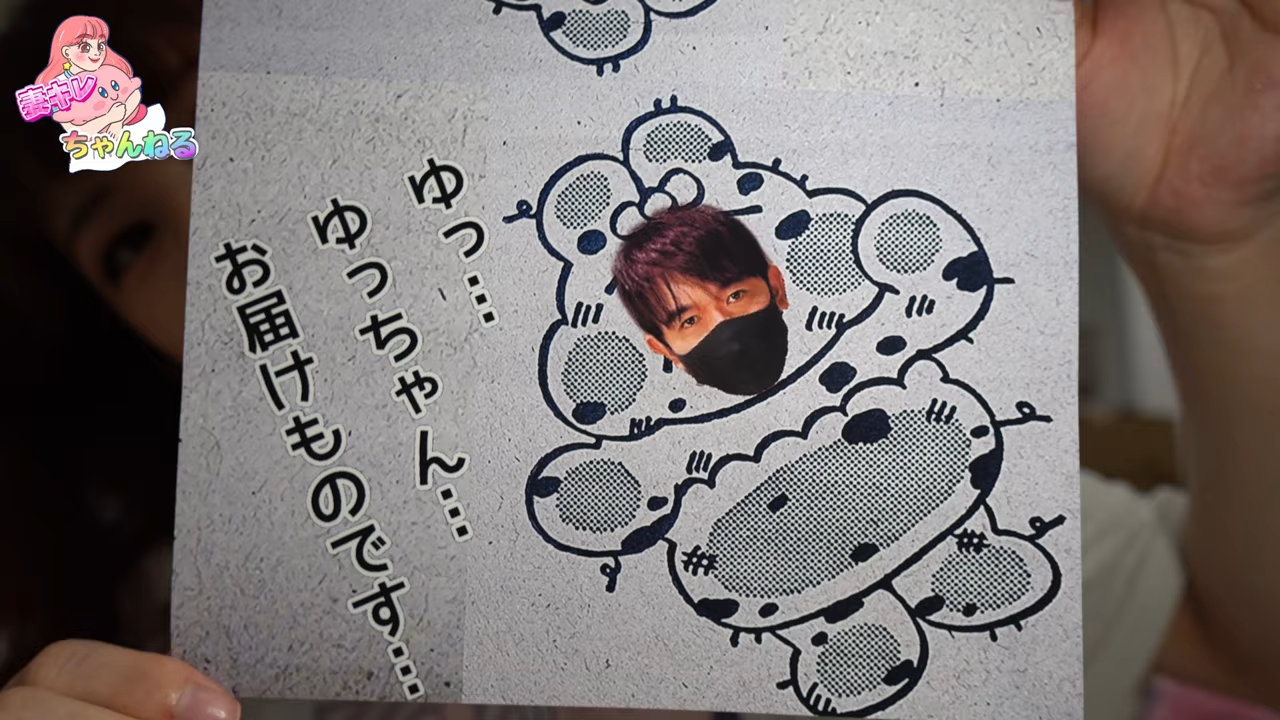 妻キレ
ちゃんねる
ゆっ…
ゆっちゃん…
お届けものです…